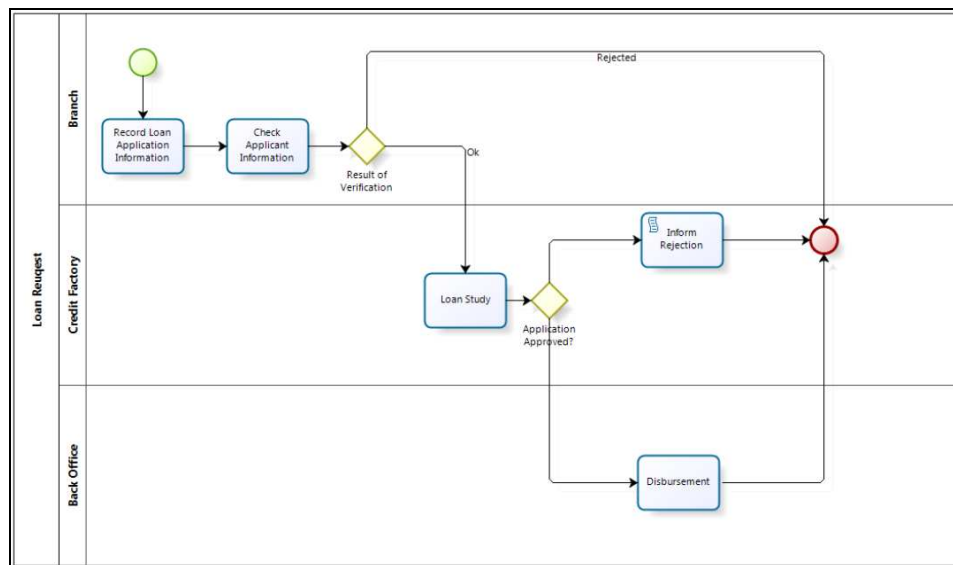 Loan Reuqest
Branch
Record Loan
Application
Information
Check
Applicant
Information
Result of
Verification
Rejected
Ok
Credit Factory
Loan Study
Application
Approved?
Inform
Rejection
Back Office
Disbursement